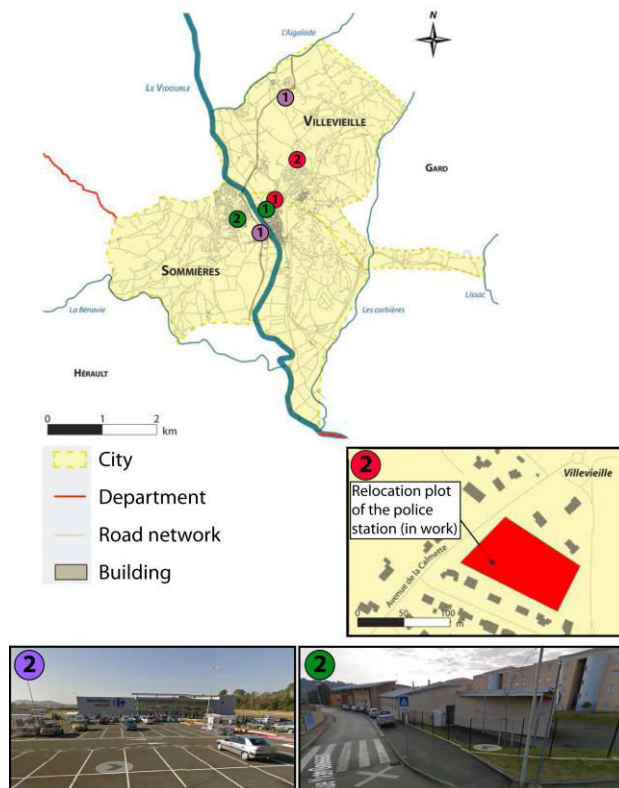 N
L'Aigalade
LE VIDOURLE
1
VILLEVIEILLE
2
GARD
1
1
2
1
SOMMIÈRES
La Bénovie
Les corbières
Lissac
HÉRAULT
0 1 2
km
City
Department
Road network
Building
2
Villevieille
Relocation plot
of the police
station (in work)
Avenue de la Calmette
0 50 100
m
2
2